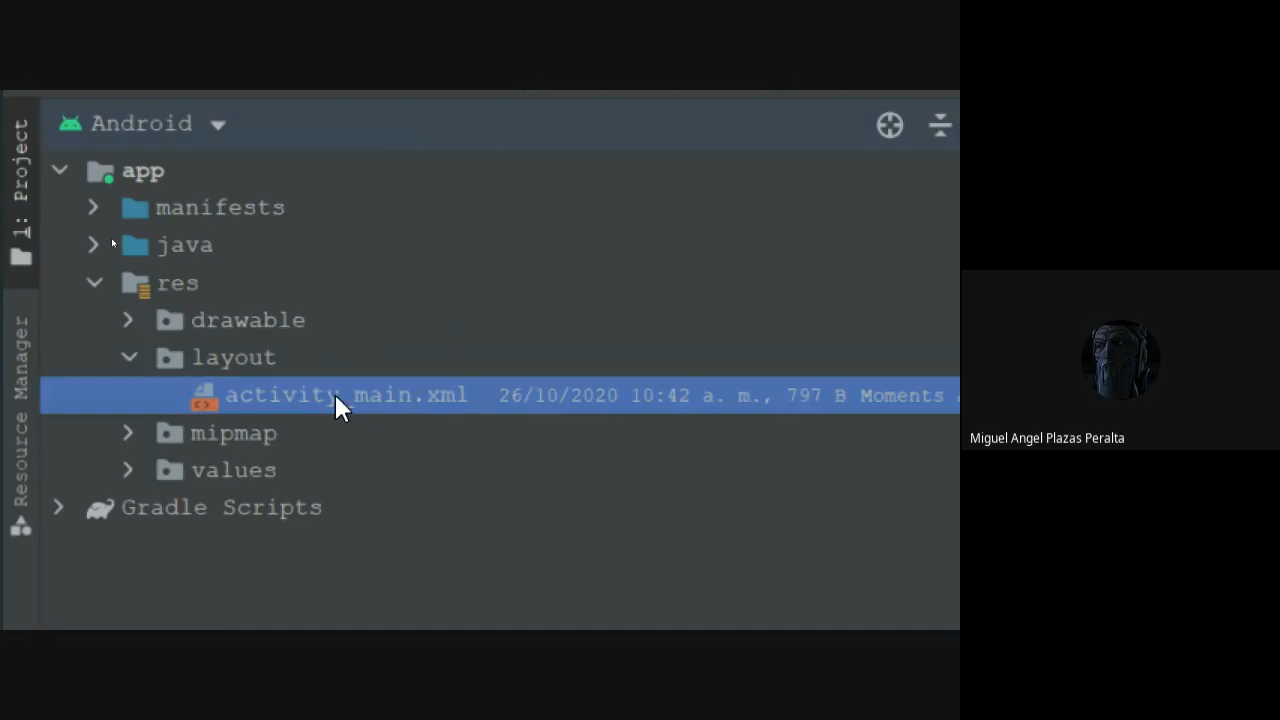 1: Project
Resource Manager
Android
app
manifests
java
res
drawable
layout
activity_main.xml 26/10/2020 10:42 a. m., 797 B Moments
mipmap
values
Gradle Scripts
Miguel Angel Plazas Peralta